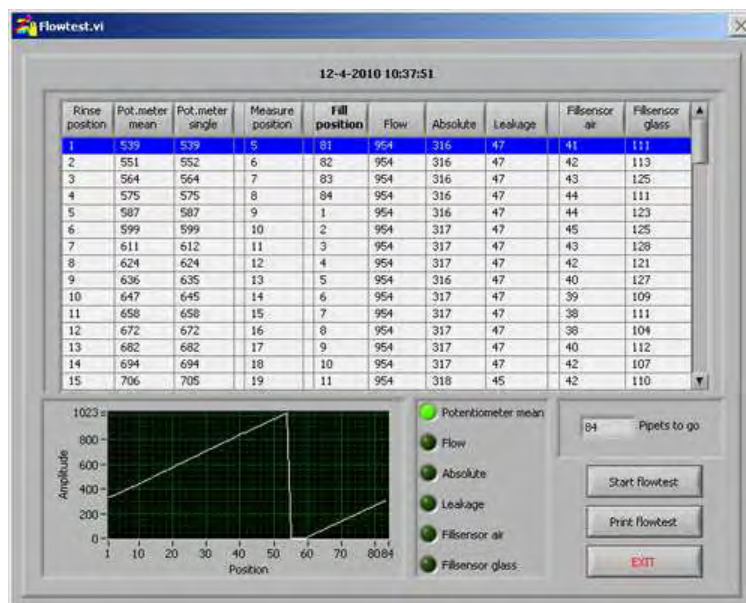 Flowtest.vi
12-4-2010 10:37:51
Rinse position Pot.meter mean Pot.meter single Measure position Fill position Flow Absolute Leakage Fillsensor air Fillsensor glass
1 539 539 5 81 954 316 47 41 111
2 551 552 6 82 954 316 47 42 113
3 564 564 7 83 954 316 47 43 125
4 575 575 8 84 954 316 47 44 111
5 587 587 9 1 954 316 47 44 123
6 599 599 10 2 954 317 47 45 125
7 611 612 11 3 954 317 47 43 128
8 624 624 12 4 954 317 47 42 121
9 636 635 13 5 954 316 47 40 127
10 647 645 14 6 954 317 47 39 109
11 658 658 15 7 954 317 47 38 111
12 672 672 16 8 954 317 47 38 104
13 682 682 17 9 954 317 47 40 112
14 694 694 18 10 954 317 47 42 107
15 706 705 19 11 954 318 45 42 110
1023
800
600
400
200
0
Amplitude
1 10 20 30 40 50 60 70 80 84
Position
Potentiometer mean
Flow
Absolute
Leakage
Fillsensor air
Fillsensor glass
84 Pipets to go
Start flowtest
Print flowtest
EXIT